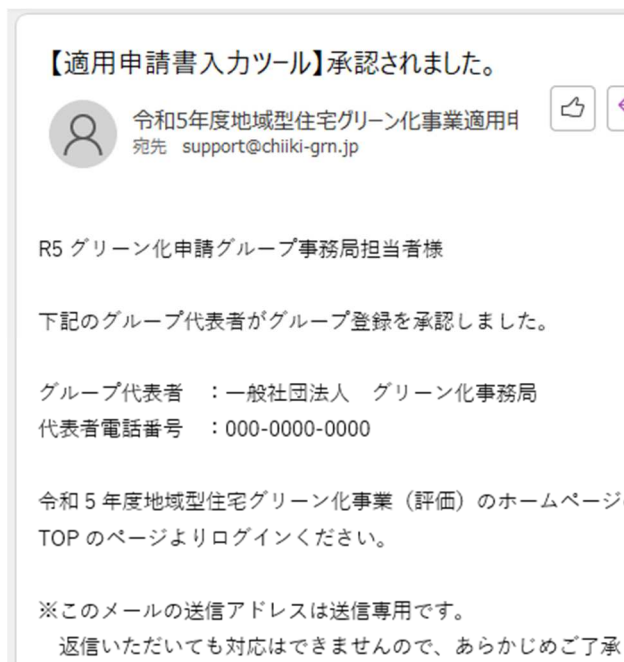 【適用申請書入力ツール】承認されました。
令和5年度地域型住宅グリーン化事業適用申
宛先 support@chiiki-grn.jp
R5 グリーン化申請グループ事務局担当者様
下記のグループ代表者がグループ登録を承認しました。
グループ代表者 ：一般社団法人 グリーン化事務局
代表者電話番号 ：000-0000-0000
令和 5 年度地域型住宅グリーン化事業（評価）のホームページ
TOP のページよりログインください。
※このメールの送信アドレスは送信専用です。
返信いただいても対応はできませんので、あらかじめご了承